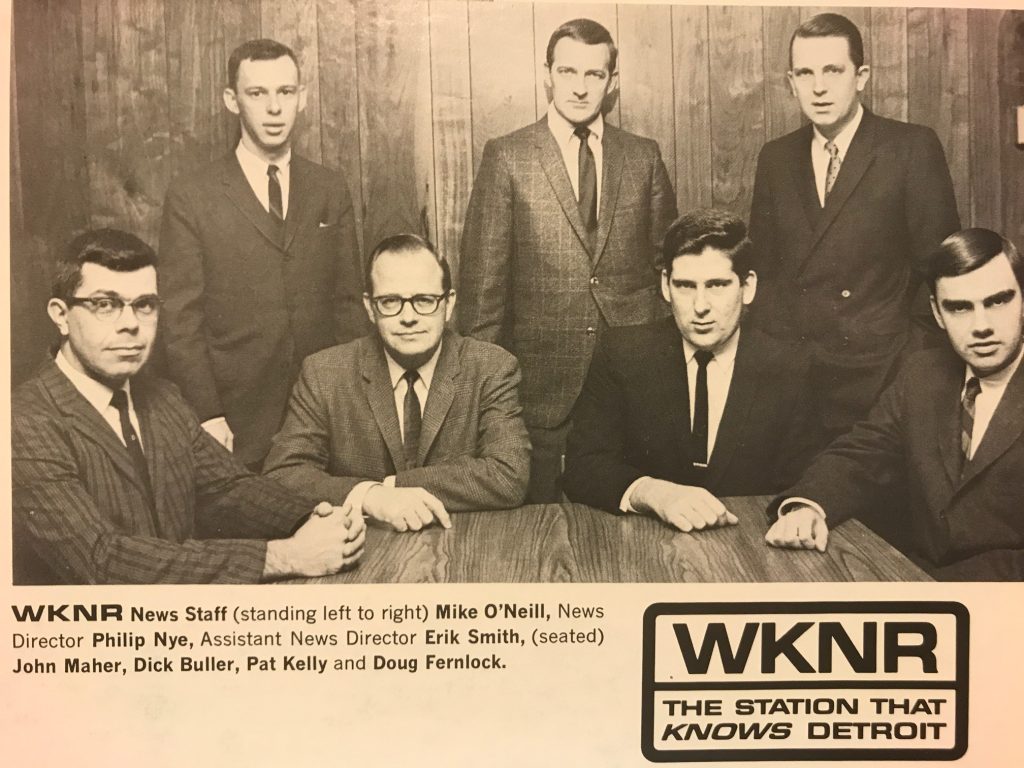 WKNR News Staff (standing left to right) Mike O'Neill, News
Director Philip Nye, Assistant News Director Erik Smith, (seated)
John Maher, Dick Buller, Pat Kelly and Doug Fernlock.
WKNR
THE STATION THAT
KNOWS DETROIT